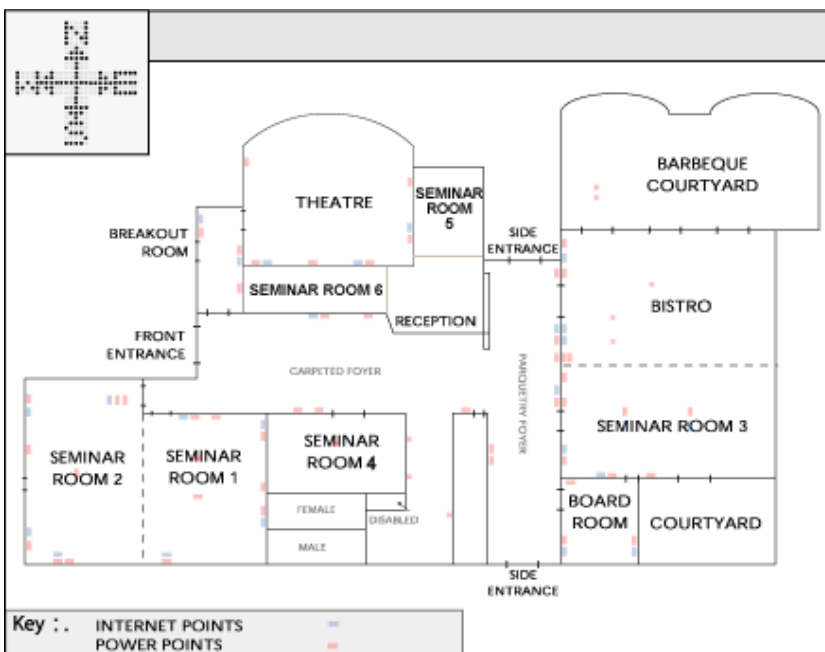 N
W E
S
BARBEQUE
COURTYARD
THEATRE
SEMINAR
ROOM
5
SIDE
ENTRANCE
BREAKOUT
ROOM
SEMINAR ROOM 6
BISTRO
RECEPTION
FRONT
ENTRANCE
CARPETED FOYER
PARQUETRY FOYER
SEMINAR
ROOM 2
SEMINAR
ROOM 1
SEMINAR
ROOM 4
SEMINAR ROOM 3
FEMALE
DISABLED
MALE
BOARD
ROOM
COURTYARD
SIDE
ENTRANCE
Key :.
INTERNET POINTS
POWER POINTS